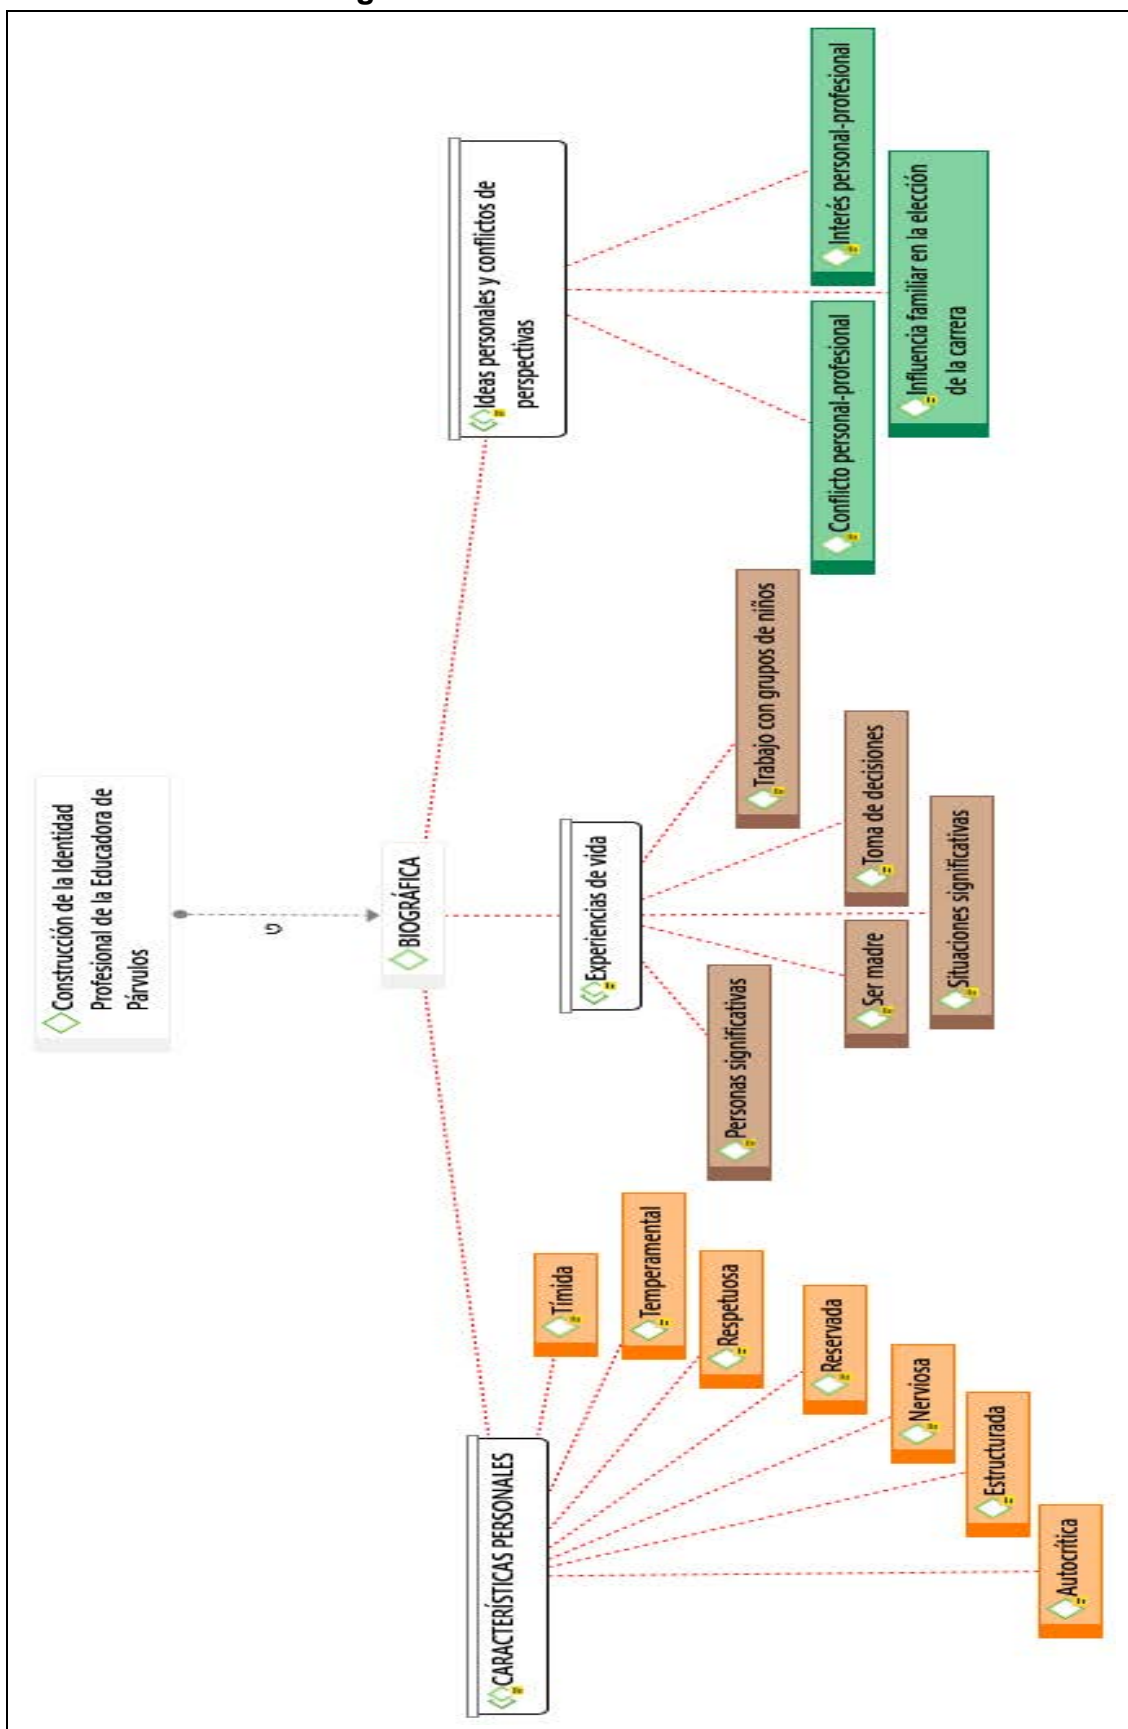 Construcción de la Identidad
Profesional de la Educadora de
Párvulos
BIOGRÁFICA
CARACTERÍSTICAS PERSONALES
Experiencias de vida
Ideas personales y conflictos de
perspectivas
Autocrítica
Estructurada
Nerviosa
Reservada
Respetuosa
Temperamental
Tímida
Personas significativas
Ser madre
Situaciones significativas
Toma de decisiones
Trabajo con grupos de niños
Conflicto personal-profesional
Influencia familiar en la elección
de la carrera
Interés personal-profesional